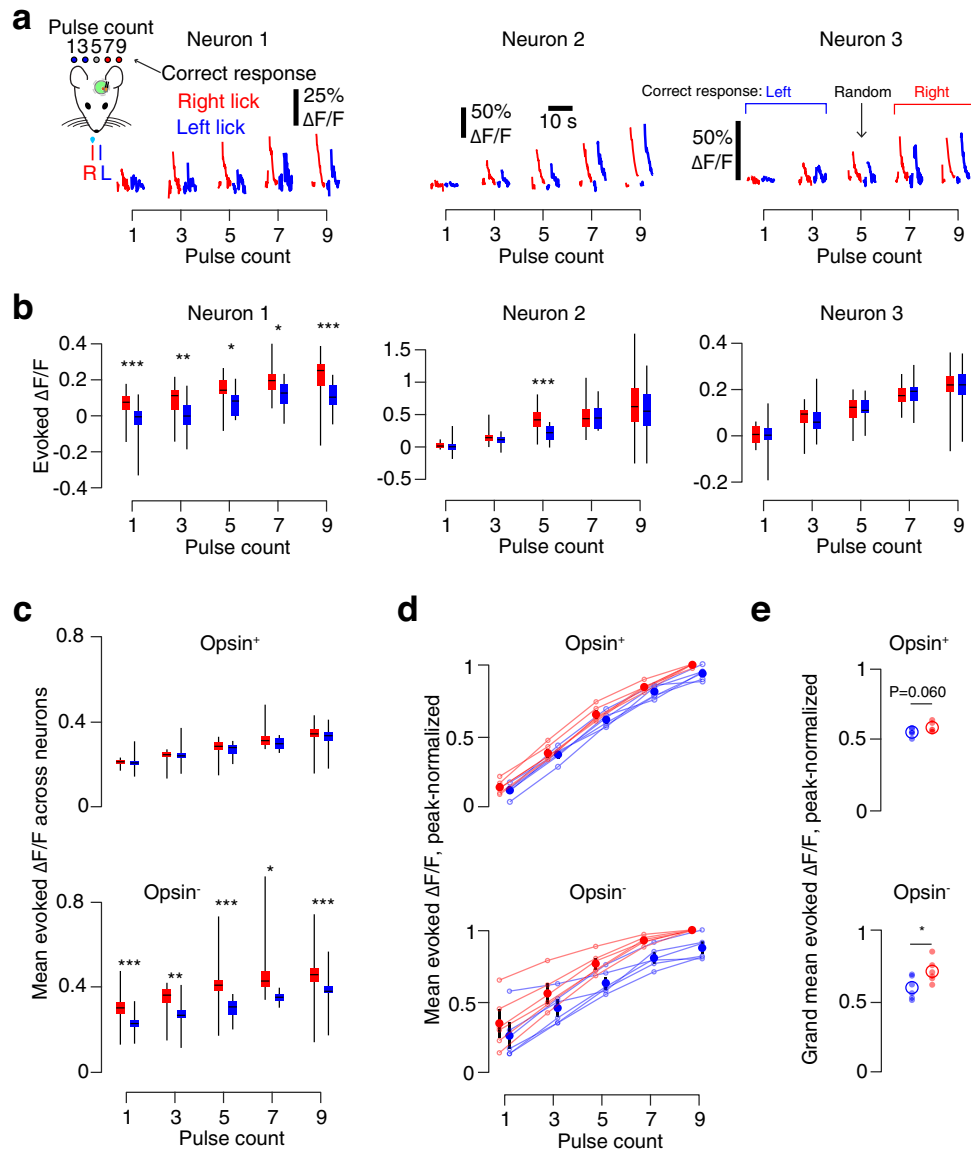 a
Pulse count
13579
Correct response
Right lick
Left lick
R L
Neuron 1
25%
ΔF/F
1 3 5 7 9
Pulse count
Neuron 2
50%
ΔF/F
10 s
1 3 5 7 9
Pulse count
Neuron 3
Correct response: Left
Random
Right
50%
ΔF/F
1 3 5 7 9
Pulse count
b
Neuron 1
Evoked ΔF/F
0.4
0.2
0
-0.4
*** ** * * ***
1 3 5 7 9
Pulse count
Neuron 2
1.5
1.0
0.5
0
-0.5
***
1 3 5 7 9
Pulse count
Neuron 3
0.4
0.2
0
-0.2
1 3 5 7 9
Pulse count
c
Mean evoked ΔF/F across neurons
Opsin+
0.8
0.4
0
Opsin-
0.8
0.4
0
*** ** *** * ***
1 3 5 7 9
Pulse count
d
Mean evoked ΔF/F, peak-normalized
Opsin+
1
0.5
0
Opsin-
1
0.5
0
1 3 5 7 9
Pulse count
e
Grand mean evoked ΔF/F, peak-normalized
Opsin+
1
P=0.060
0.5
0
Opsin-
1
*
0.5
0